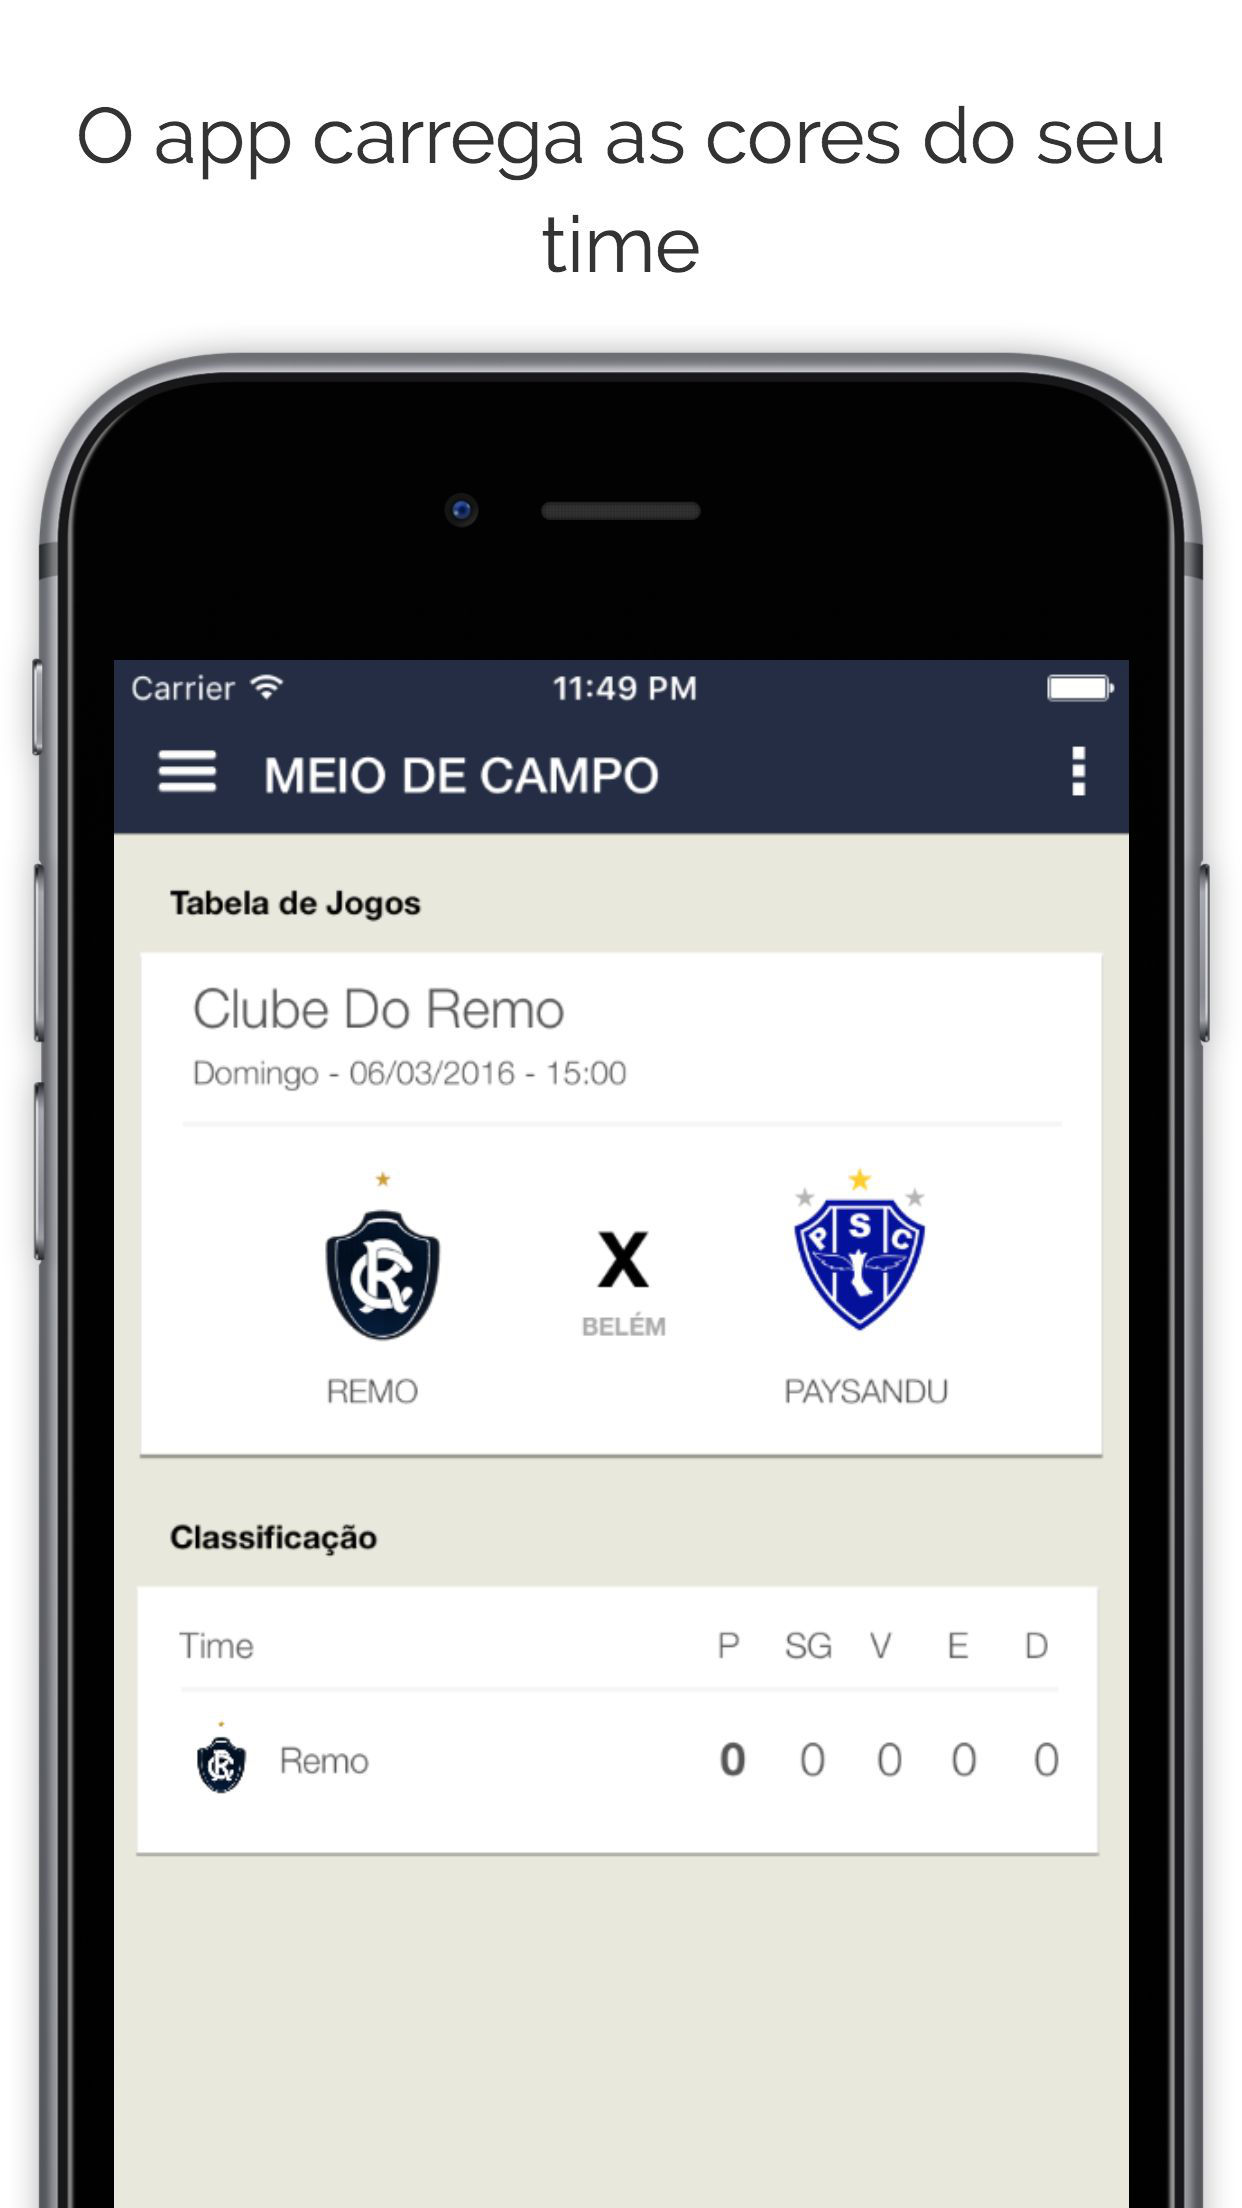 O app carrega as cores do seu
time
Carrier 11:49 PM
MEIO DE CAMPO
Tabela de Jogos
Clube Do Remo
Domingo - 06/03/2016 - 15:00
CR P S C
X
BELÉM
REMO PAYSANDU
Classificação
Time P SG V E D
CR Remo 0 0 0 0 0